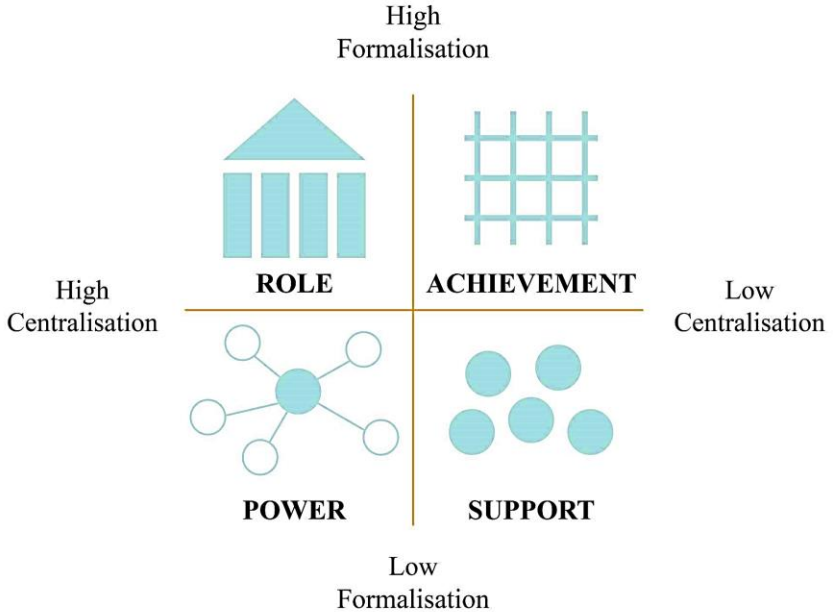 High
Formalisation
ROLE
ACHIEVEMENT
High
Centralisation
Low
Centralisation
POWER
SUPPORT
Low
Formalisation